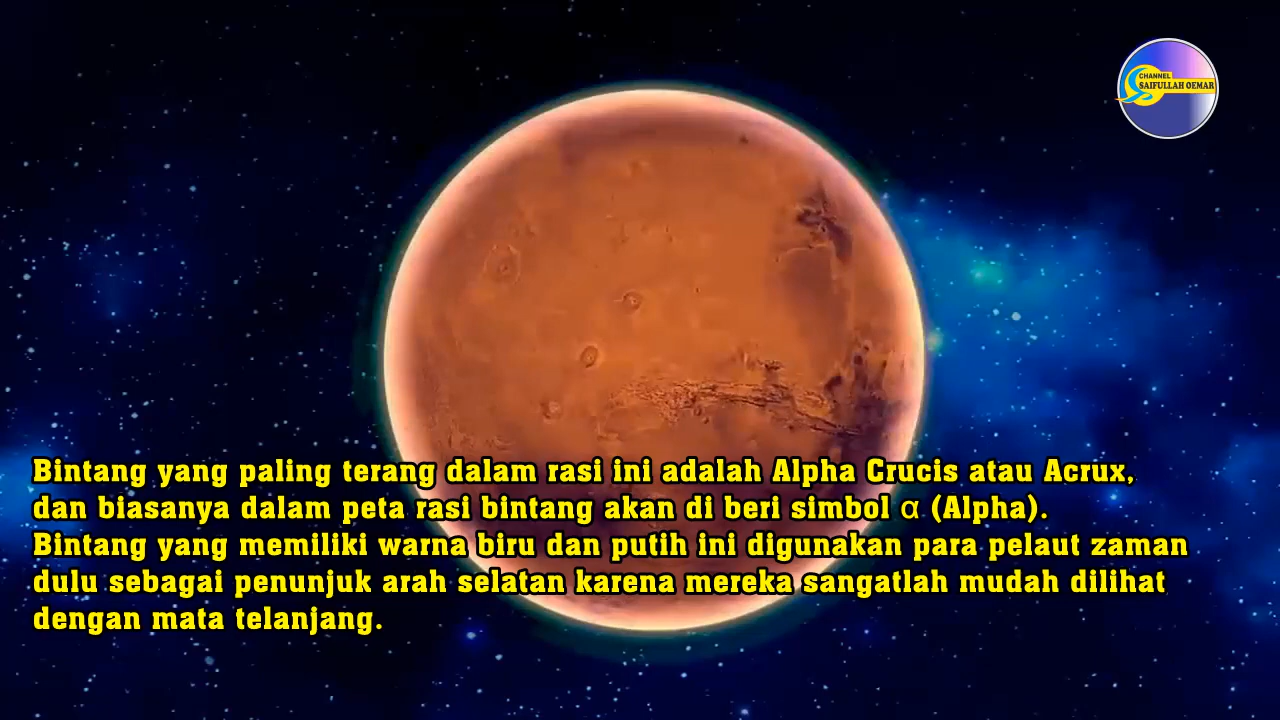 CHANNEL
SAIFULLAH OEMAR
Bintang yang paling terang dalam rasi ini adalah Alpha Crucis atau Acrux,
dan biasanya dalam peta rasi bintang akan di beri simbol α (Alpha).
Bintang yang memiliki warna biru dan putih ini digunakan para pelaut zaman
dulu sebagai penunjuk arah selatan karena mereka sangatlah mudah dilihat
dengan mata telanjang.